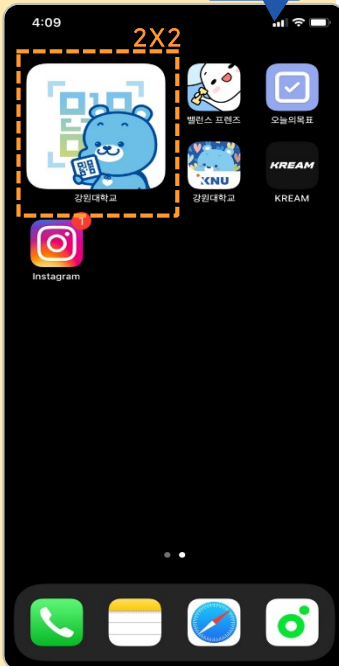 4:09
2X2
강원대학교
밸런스 프렌즈
오늘의목표
KNU
강원대학교
KREAM
KREAM
1
Instagram